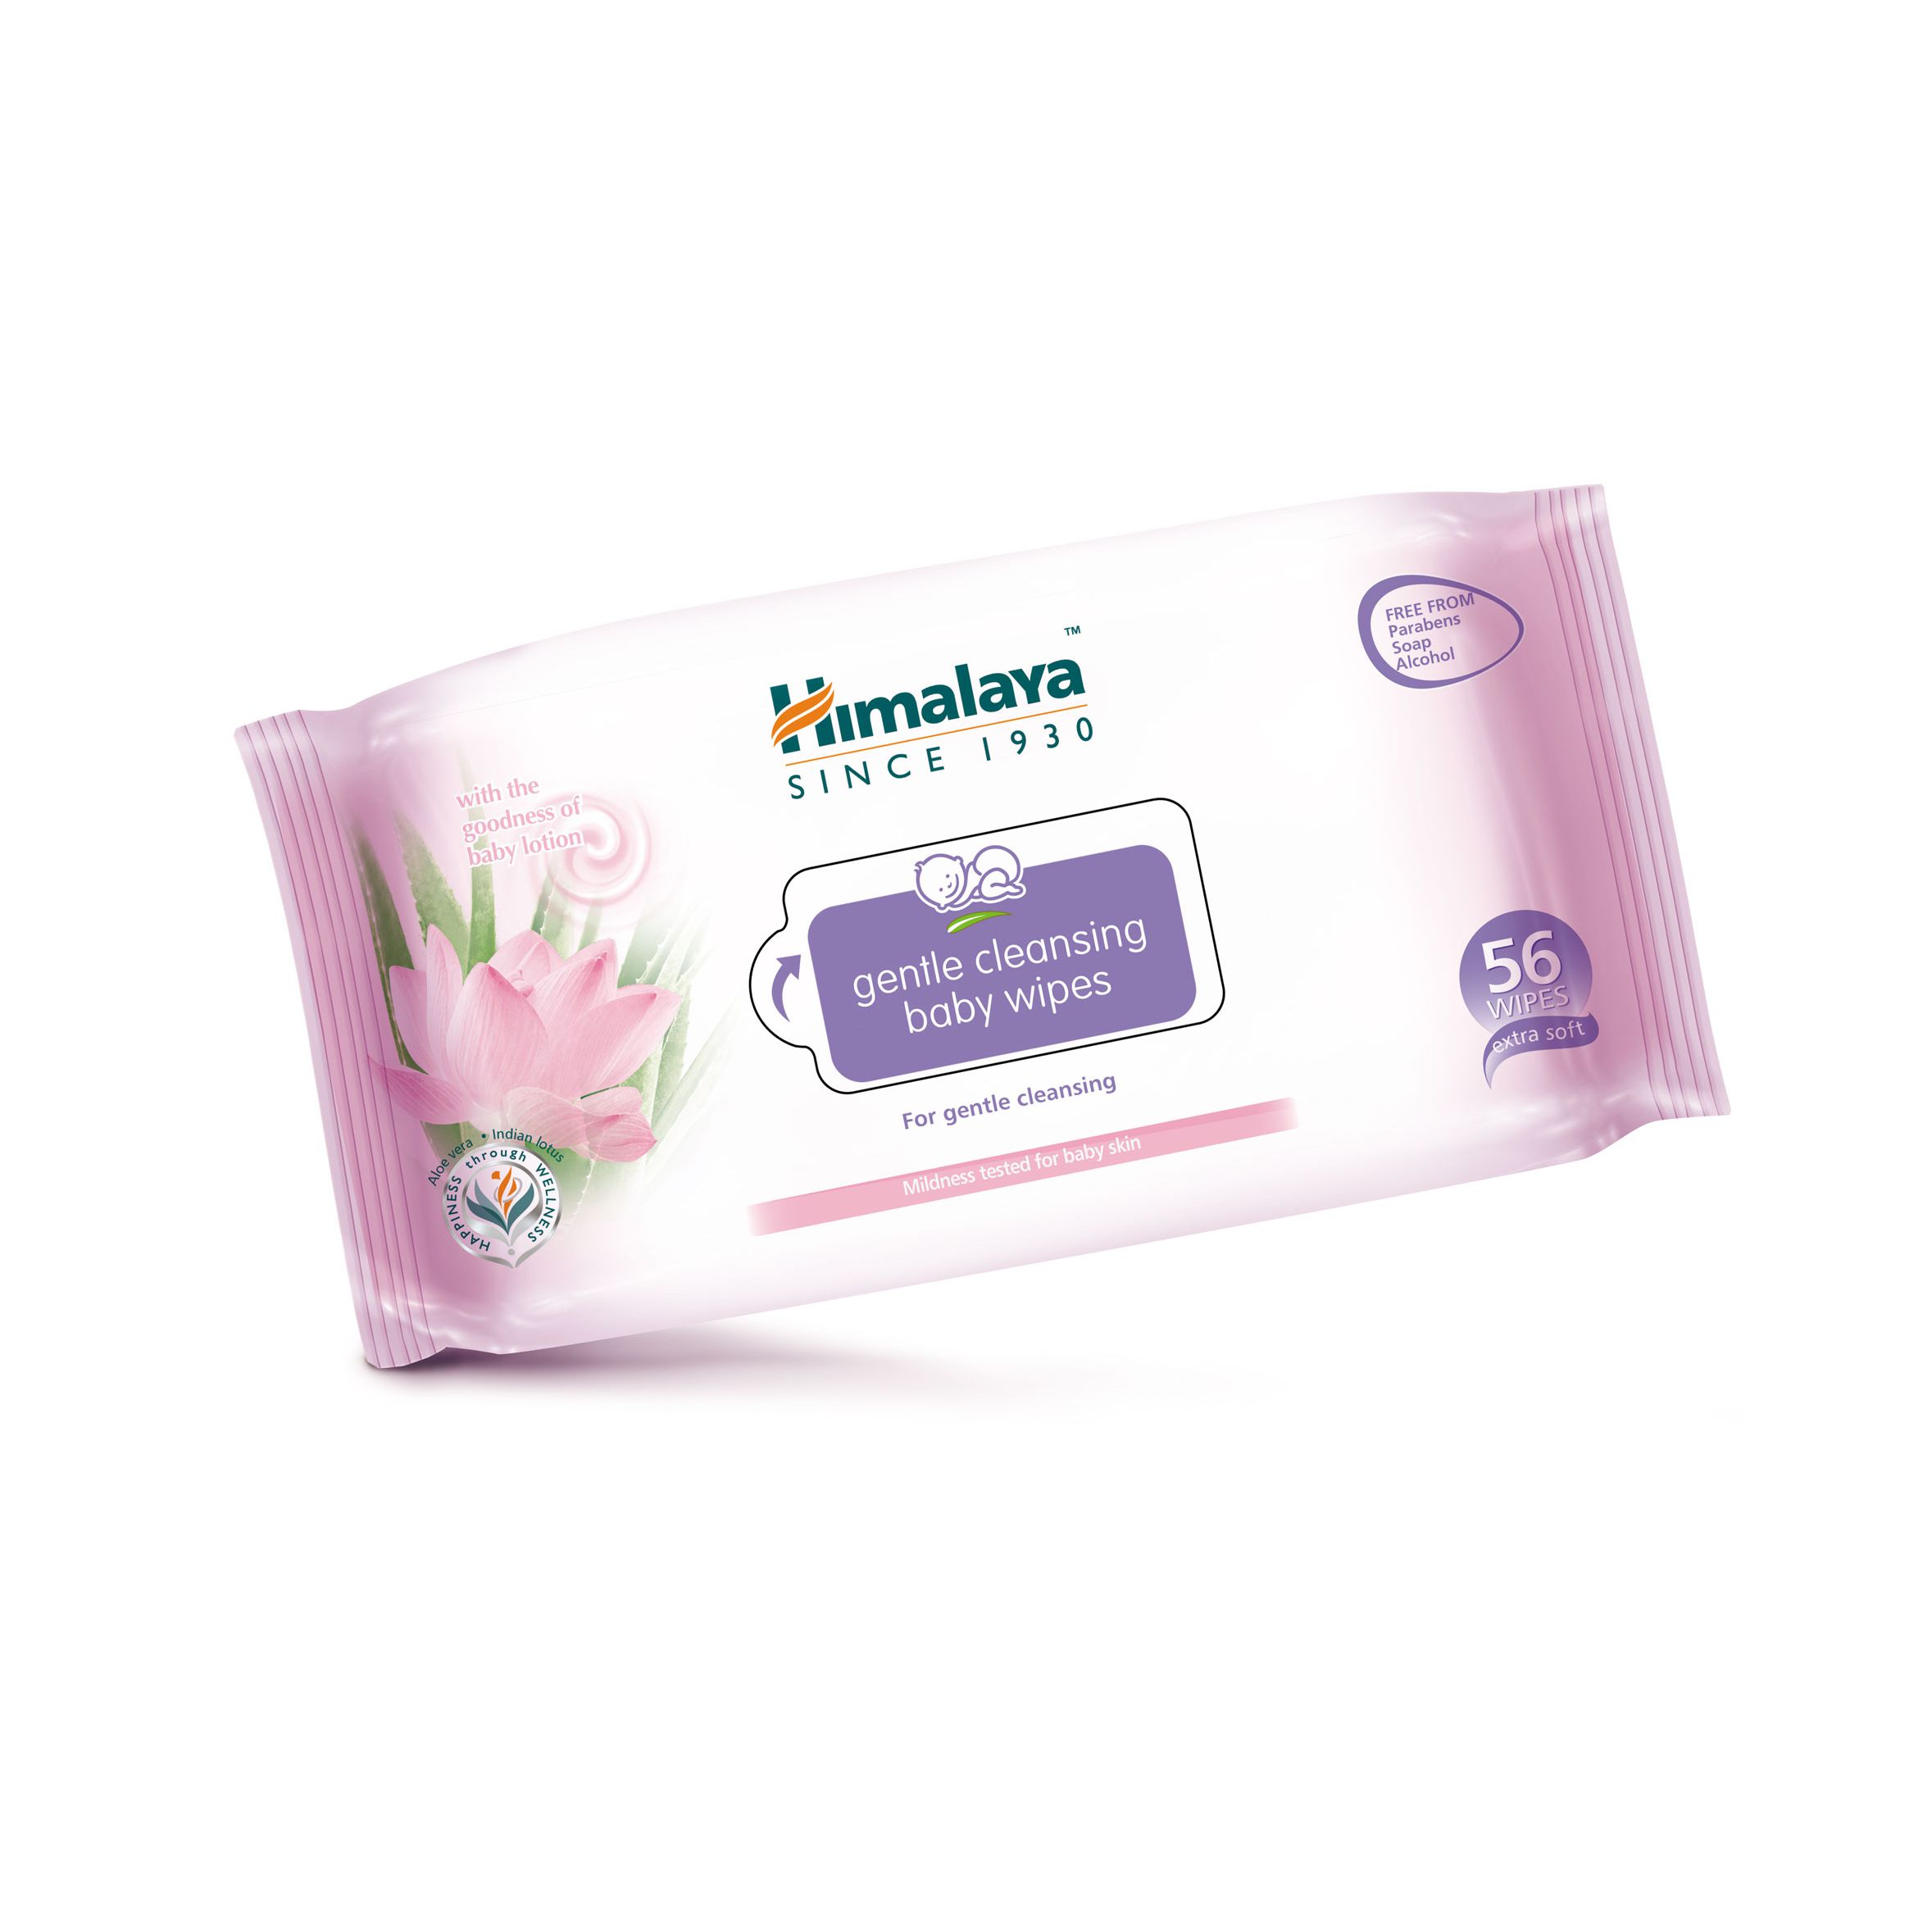 ™
Himalaya
SINCE 1930
FREE FROM
Parabens
Soap
Alcohol
with the
goodness of
baby lotion
gentle cleansing
baby wipes
56
WIPES
extra soft
For gentle cleansing
Mildness tested for baby skin
Aloe vera • Indian lotus
HAPPINESS through WELLNESS